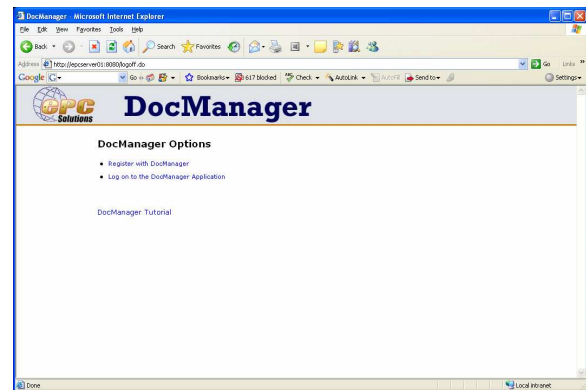 DocManager - Microsoft Internet Explorer
File Edit View Favorites Tools Help
Back Search Favorites
Address http://epcserver01:8080/logoff.do Go Links »
Google G Go Bookmarks 617 blocked Check AutoLink AutoFill Send to Settings
epc Solutions
DocManager
DocManager Options
Register with DocManager
Log on to the DocManager Application
DocManager Tutorial
Done Local intranet